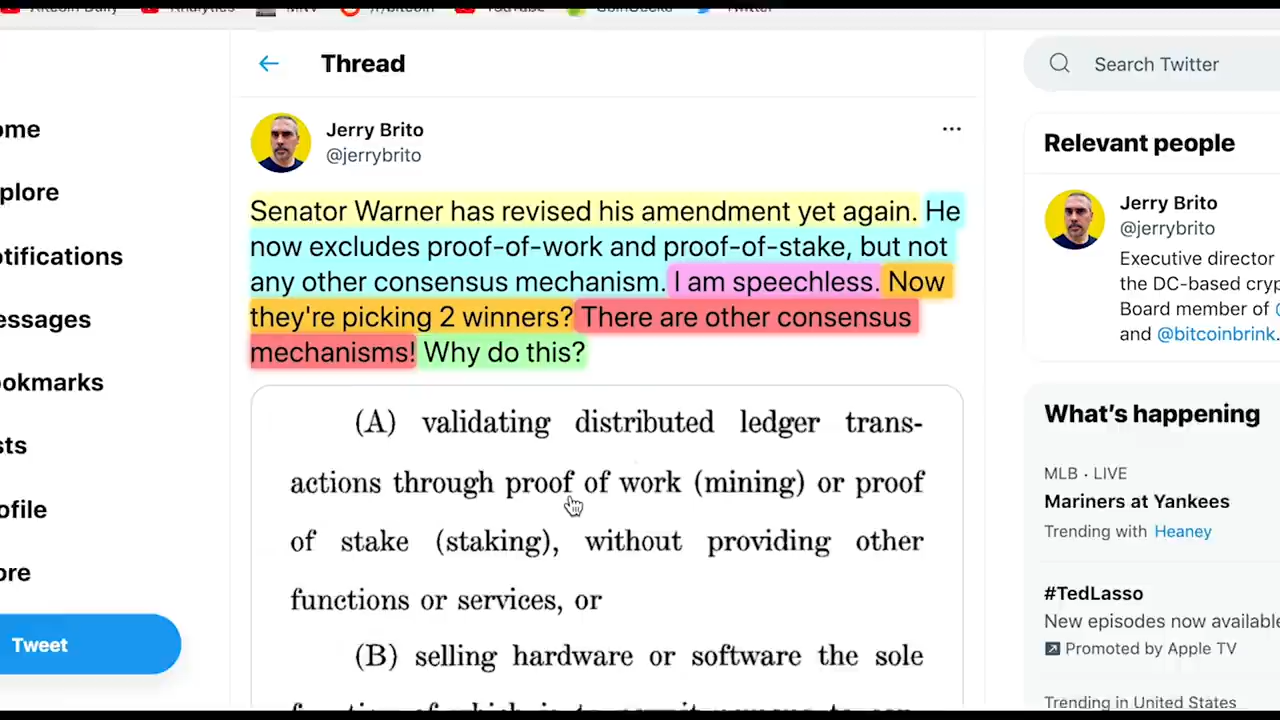 Thread
Search Twitter
Jerry Brito
@jerrybrito
Senator Warner has revised his amendment yet again. He
now excludes proof-of-work and proof-of-stake, but not
any other consensus mechanism. I am speechless. Now
they're picking 2 winners? There are other consensus
mechanisms! Why do this?
(A) validating distributed ledger trans-
actions through proof of work (mining) or proof
of stake (staking), without providing other
functions or services, or
(B) selling hardware or software the sole
ome
plore
otifications
essages
ookmarks
sts
ofile
ore
Tweet
Relevant people
Jerry Brito
@jerrybrito
Executive director
the DC-based cryp
Board member of @
and @bitcoinbrink.
What's happening
MLB · LIVE
Mariners at Yankees
Trending with Heaney
#TedLasso
New episodes now available
Promoted by Apple TV
Trending in United States